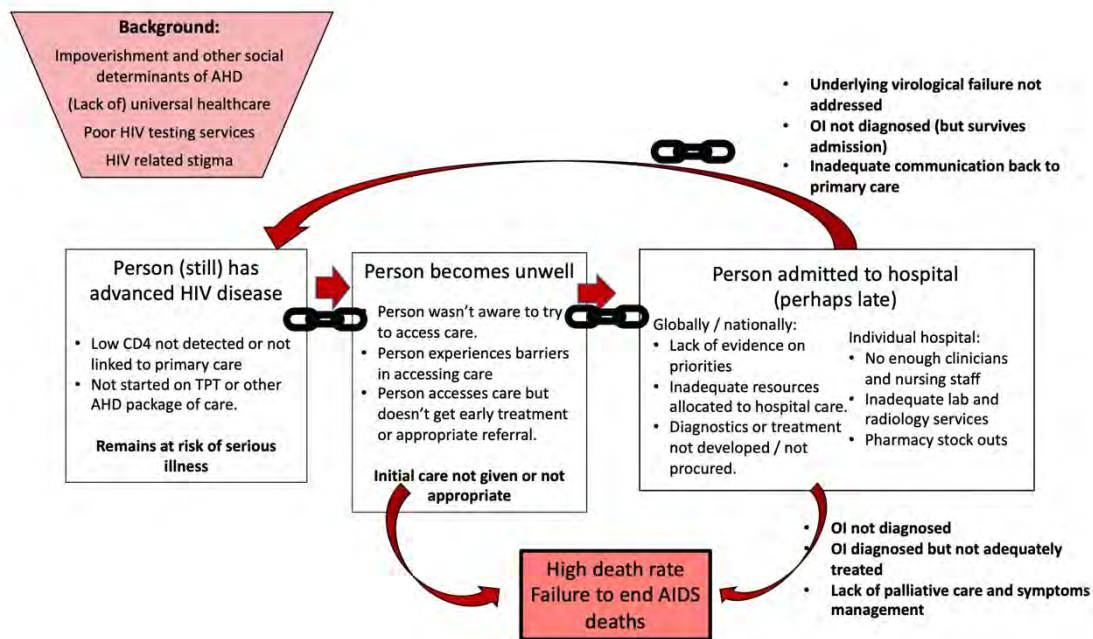 Background:
Impoverishment and other social
determinants of AHD
(Lack of) universal healthcare
Poor HIV testing services
HIV related stigma
• Underlying virological failure not
addressed
• OI not diagnosed (but survives
admission)
• Inadequate communication back to
primary care
Person (still) has
advanced HIV disease
• Low CD4 not detected or not
linked to primary care
• Not started on TPT or other
AHD package of care.
Remains at risk of serious
illness
Person becomes unwell
• Person wasn't aware to try
to access care.
• Person experiences barriers
in accessing care
• Person accesses care but
doesn't get early treatment
or appropriate referral.
Initial care not given or not
appropriate
Person admitted to hospital
(perhaps late)
Globally / nationally:
• Lack of evidence on
priorities
• Inadequate resources
allocated to hospital care.
• Diagnostics or treatment
not developed / not
procured.
Individual hospital:
• No enough clinicians
and nursing staff
• Inadequate lab and
radiology services
• Pharmacy stock outs
• OI not diagnosed
• OI diagnosed but not adequately
treated
• Lack of palliative care and symptoms
management
High death rate
Failure to end AIDS
deaths